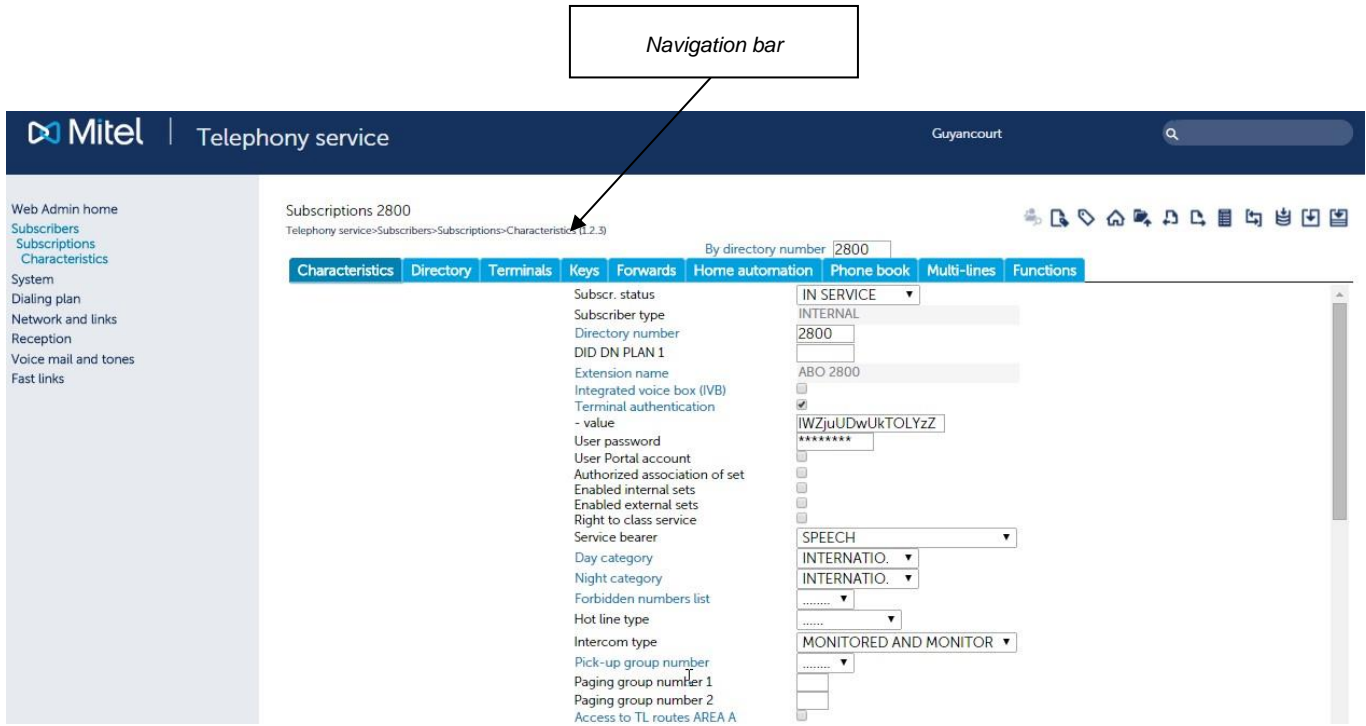 Navigation bar
Mitel | Telephony service
Guyancourt
Web Admin home
Subscribers
Subscriptions
Characteristics
System
Dialing plan
Network and links
Reception
Voice mail and tones
Fast links
Subscriptions 2800
Telephony service>Subscribers>Subscriptions>Characteristics (1.2.3)
By directory number 2800
Characteristics Directory Terminals Keys Forwards Home automation Phone book Multi-lines Functions
Subscr. status IN SERVICE
Subscriber type INTERNAL
Directory number 2800
DID DN PLAN 1
Extension name ABO 2800
Integrated voice box (IVB)
Terminal authentication
- value IWZjuUDwUkTOLYzZ
User password ********
User Portal account
Authorized association of set
Enabled internal sets
Enabled external sets
Right to class service
Service bearer SPEECH
Day category INTERNATIO.
Night category INTERNATIO.
Forbidden numbers list ........
Hot line type ......
Intercom type MONITORED AND MONITOR
Pick-up group number ........
Paging group number 1
Paging group number 2
Access to TL routes AREA A